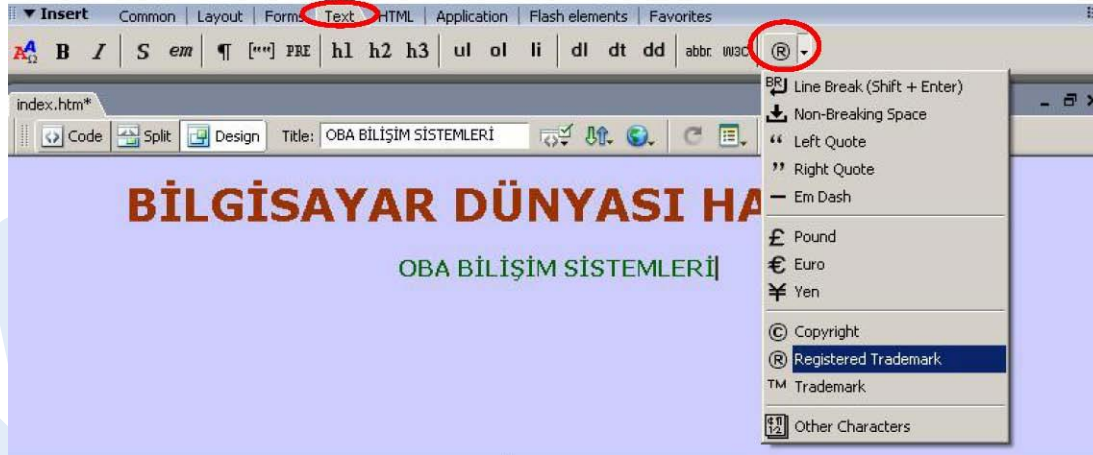 ▼ Insert Common | Layout | Forms | Text | HTML | Application | Flash elements | Favorites
B I S em ¶ [""] PRE h1 h2 h3 ul ol li dl dt dd abbr. W3C ®
index.htm*
Code Split Design Title: OBA BİLİŞİM SİSTEMLERİ
BİLGİSAYAR DÜNYASI HA
OBA BİLİŞİM SİSTEMLERİ
BR Line Break (Shift + Enter)
Non-Breaking Space
“ Left Quote
” Right Quote
— Em Dash
£ Pound
€ Euro
¥ Yen
© Copyright
® Registered Trademark
TM Trademark
Other Characters